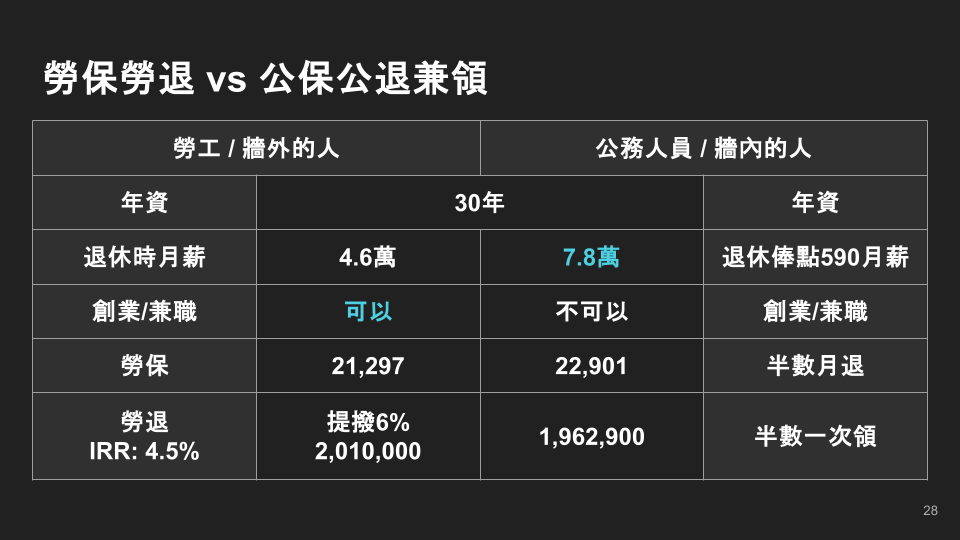 勞保勞退 vs 公保公退兼領
勞工 / 牆外的人
公務人員 / 牆內的人
年資
30年
年資
退休時月薪
4.6萬
7.8萬
退休俸點590月薪
創業/兼職
可以
不可以
創業/兼職
勞保
21,297
22,901
半數月退
勞退
IRR: 4.5%
提撥6%
2,010,000
1,962,900
半數一次領
28